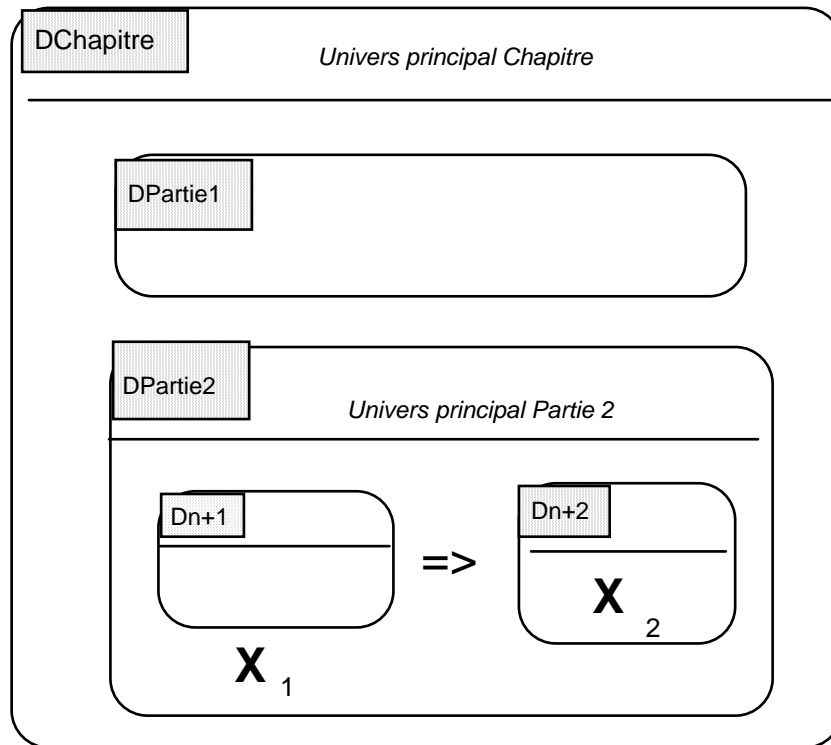 DChapitre
Univers principal Chapitre
DPartie1
DPartie2
Univers principal Partie 2
Dn+1
=>
Dn+2
X 1
X 2